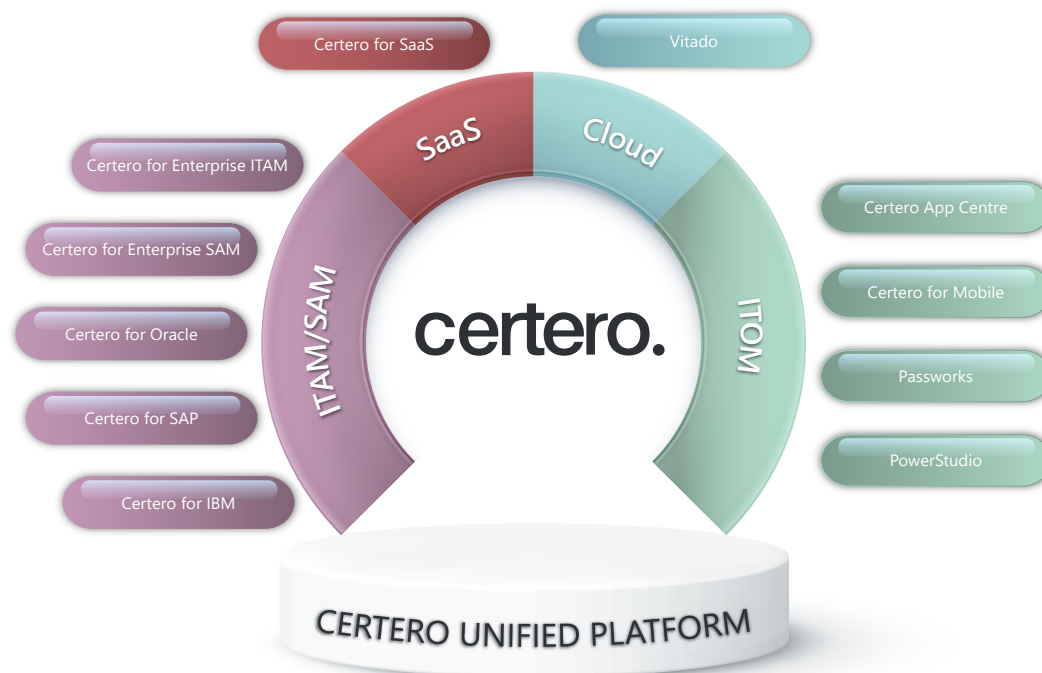 Certero for SaaS
Vitado
SaaS
Cloud
Certero for Enterprise ITAM
Certero for Enterprise SAM
Certero for Oracle
Certero for SAP
Certero for IBM
ITAM/SAM
certero.
ITOM
Certero App Centre
Certero for Mobile
Passworks
PowerStudio
CERTERO UNIFIED PLATFORM